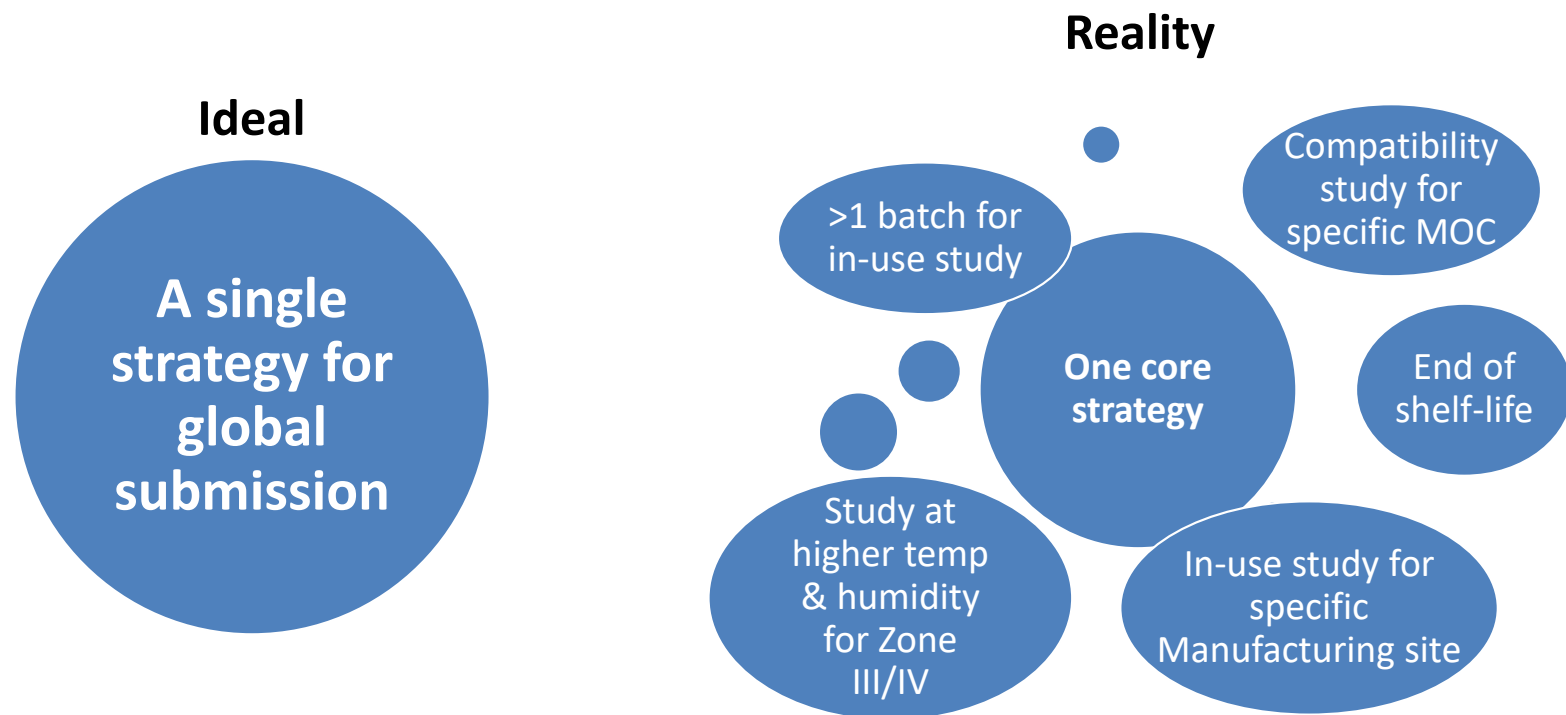 Ideal
A single
strategy for
global
submission
Reality
>1 batch for
in-use study
Compatibility
study for
specific MOC
One core
strategy
End of
shelf-life
Study at
higher temp
& humidity
for Zone
III/IV
In-use study for
specific
Manufacturing site